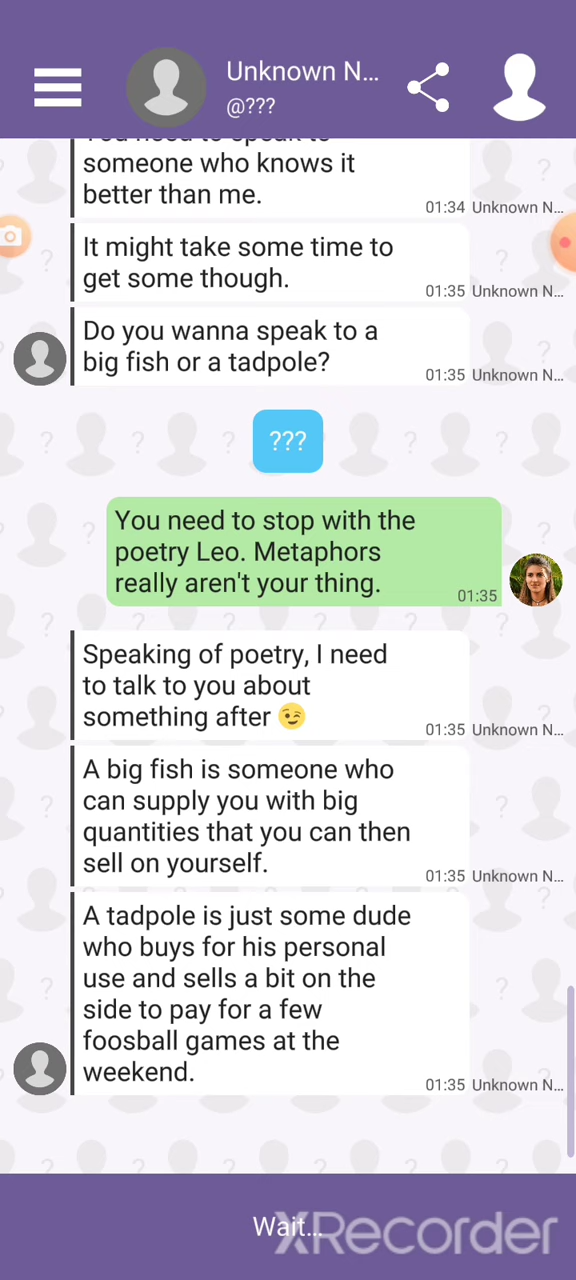 Unknown N...
@???
someone who knows it
better than me.
01:34 Unknown N...
It might take some time to
get some though.
01:35 Unknown N...
Do you wanna speak to a
big fish or a tadpole?
01:35 Unknown N...
???
You need to stop with the
poetry Leo. Metaphors
really aren't your thing.
01:35
Speaking of poetry, I need
to talk to you about
something after 😉
01:35 Unknown N...
A big fish is someone who
can supply you with big
quantities that you can then
sell on yourself.
01:35 Unknown N...
A tadpole is just some dude
who buys for his personal
use and sells a bit on the
side to pay for a few
foosball games at the
weekend.
01:35 Unknown N...
Wait...
XRecorder